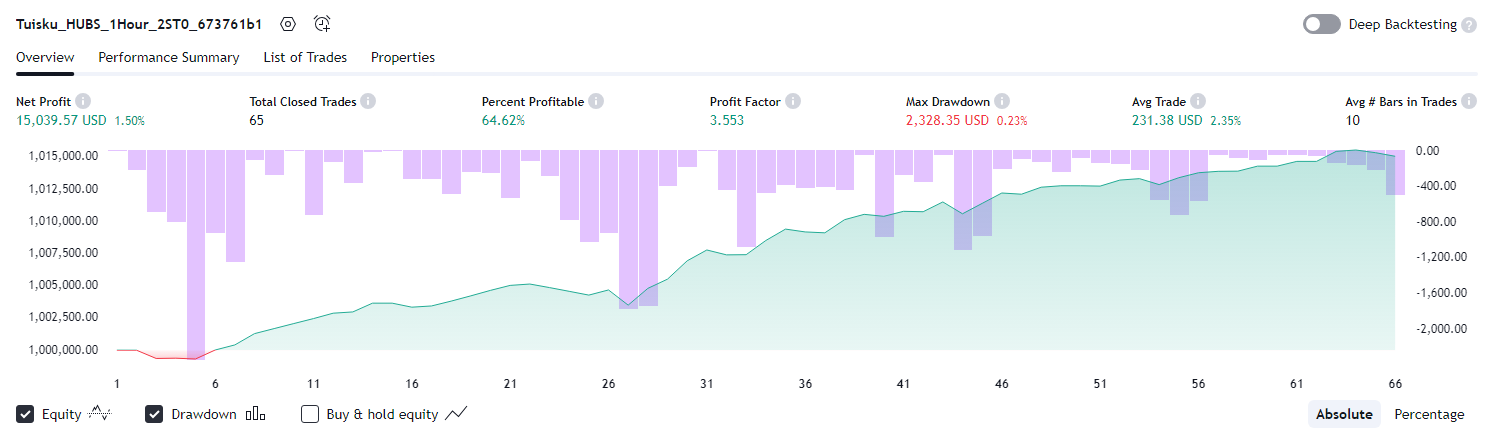 Tuisku_HUBS_1Hour_2ST0_673761b1 Deep Backtesting
Overview Performance Summary List of Trades Properties
Net Profit Total Closed Trades Percent Profitable Profit Factor Max Drawdown Avg Trade Avg # Bars in Trades
15,039.57 USD 1.50% 65 64.62% 3.553 2,328.35 USD 0.23% 231.38 USD 2.35% 10
1,015,000.00 0.00
1,012,500.00 -400.00
1,010,000.00 -800.00
1,007,500.00 -1,200.00
1,005,000.00 -1,600.00
1,002,500.00 -2,000.00
1,000,000.00
1 6 11 16 21 26 31 36 41 46 51 56 61 66
Equity Drawdown Buy & hold equity Absolute Percentage